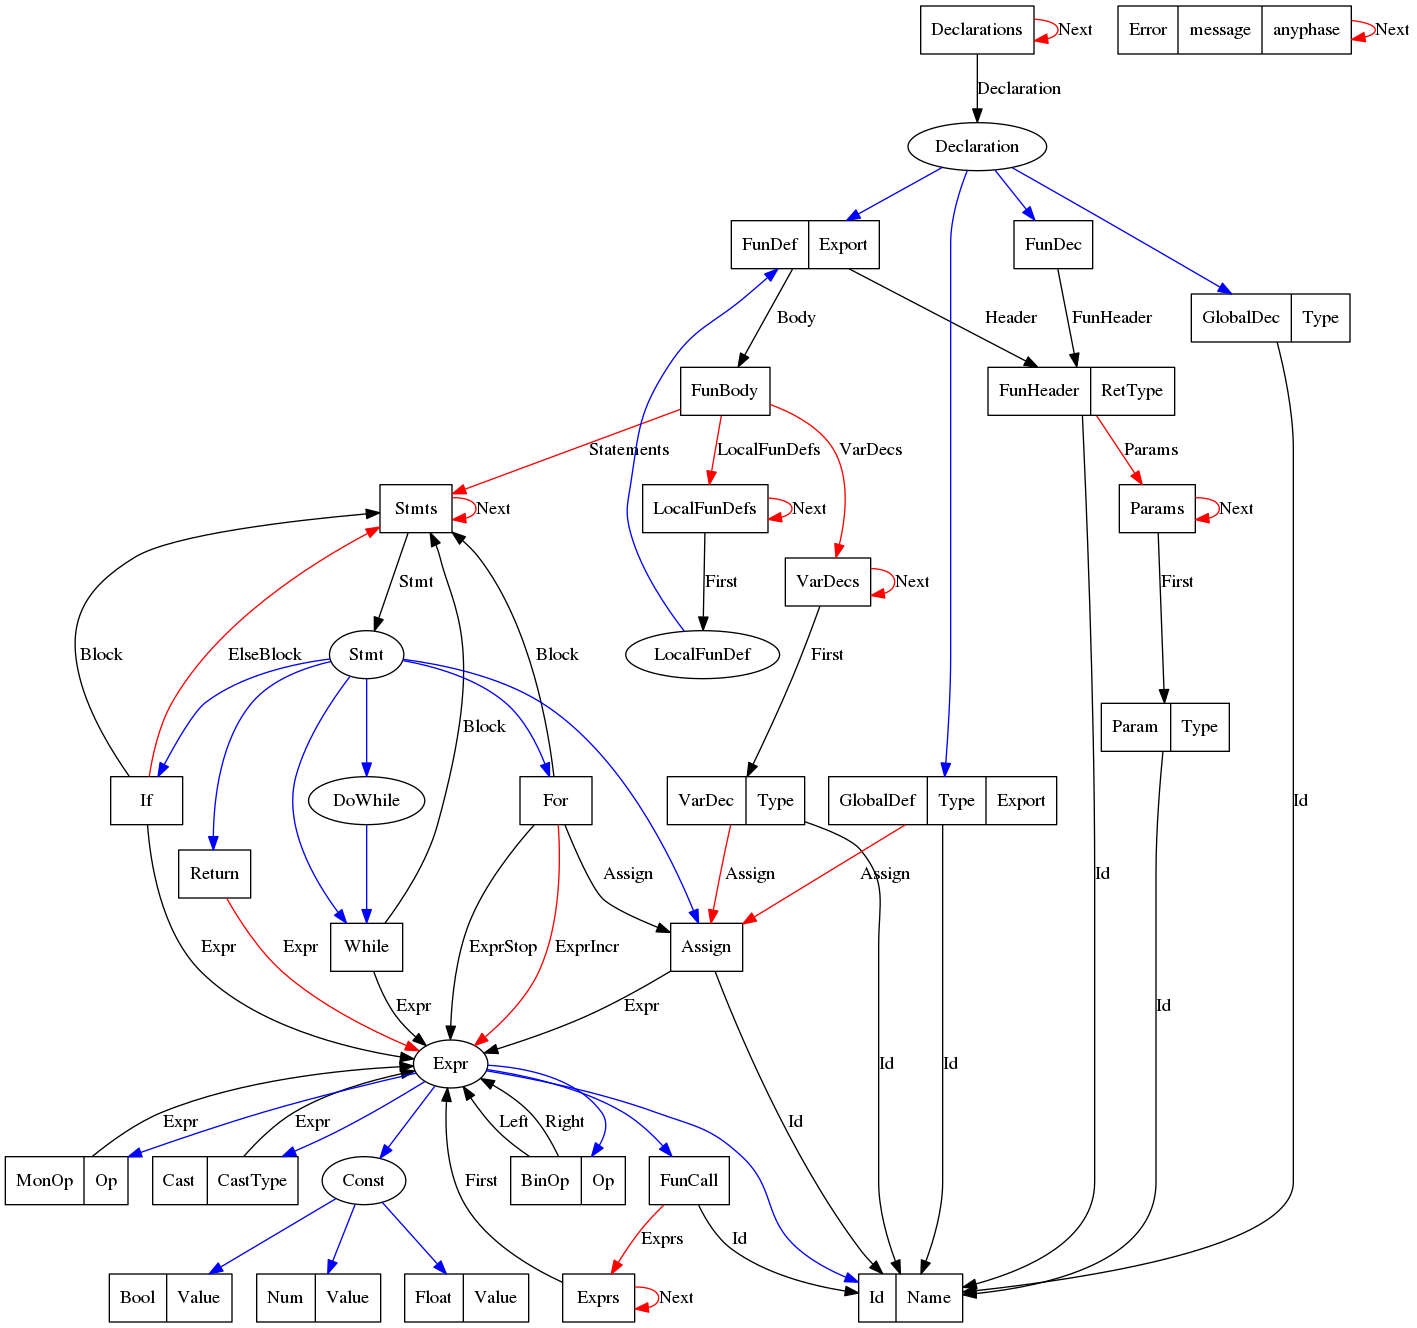 Declarations
Next
Error message anyphase
Next
Declaration
Declaration
FunDef Export
FunDec
GlobalDec Type
Body
Header
FunHeader
FunBody
FunHeader RetType
Statements
LocalFunDefs
VarDecs
Params
Stmts
Next
LocalFunDefs
Next
Params
Next
VarDecs
Next
Stmt
First
First
Block
ElseBlock
Stmt
Block
LocalFunDef
First
Block
Param Type
If
DoWhile
For
VarDec Type
GlobalDef Type Export
Id
Return
Assign
Assign
Assign
Id
Expr
Expr
While
ExprStop
ExprIncr
Assign
Expr
Expr
Id
Expr
Id
Id
Expr
Expr
Left
Right
Id
MonOp Op
Cast CastType
Const
First
BinOp Op
FunCall
Exprs
Id
Bool Value
Num Value
Float Value
Exprs
Next
Id Name